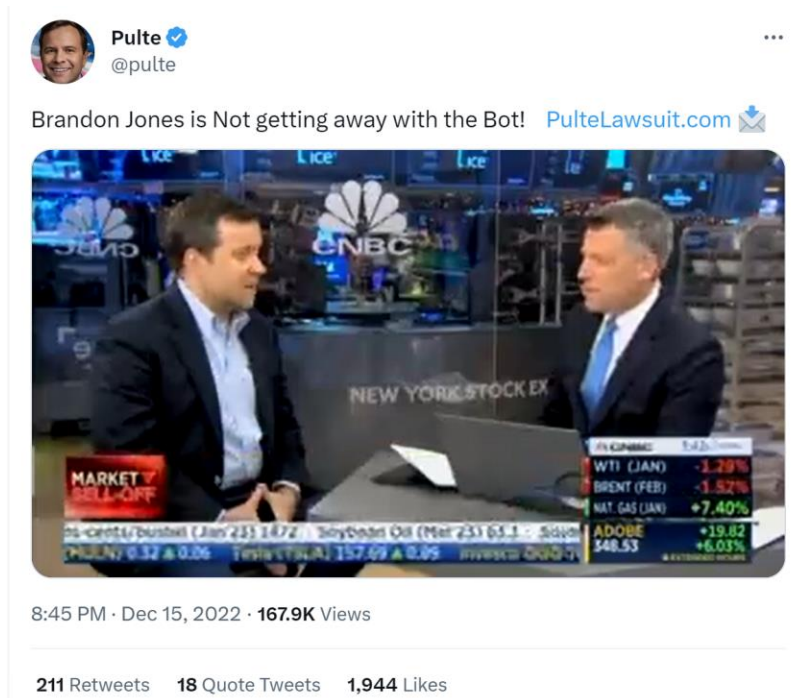 Pulte
@pulte
Brandon Jones is Not getting away with the Bot! PulteLawsuit.com
CNBC
NEW YORK STOCK EX
MARKET
SELL-OFF
CNBC
WTI (JAN) -1.29%
BRENT (FEB) -1.52%
NAT. GAS (JAN) +7.40%
ADOBE +19.82
348.53 +6.03%
8:45 PM · Dec 15, 2022 · 167.9K Views
211 Retweets 18 Quote Tweets 1,944 Likes